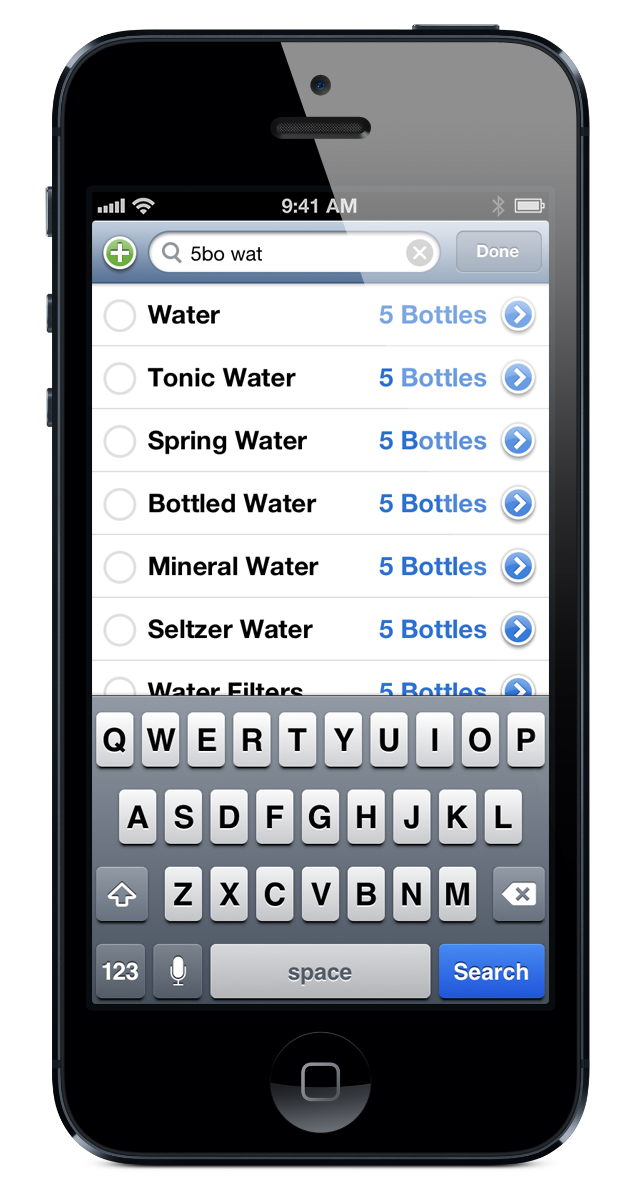 9:41 AM
5bo wat
Done
Water 5 Bottles
Tonic Water 5 Bottles
Spring Water 5 Bottles
Bottled Water 5 Bottles
Mineral Water 5 Bottles
Seltzer Water 5 Bottles
Water Filters 5 Bottles
Q W E R T Y U I O P
A S D F G H J K L
Z X C V B N M
123 space Search